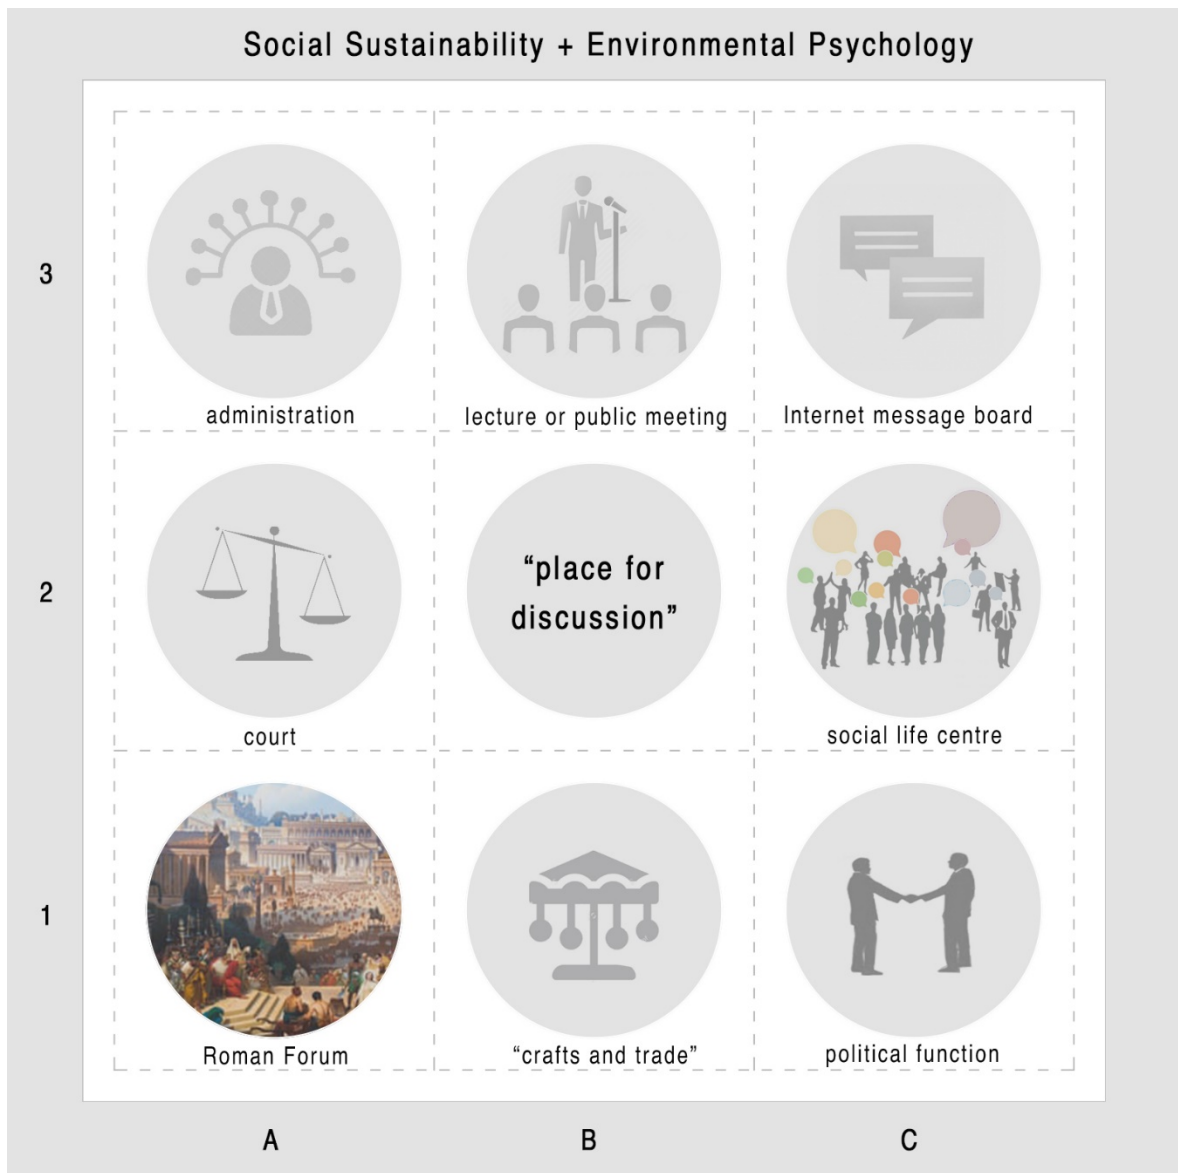 Social Sustainability + Environmental Psychology
3
administration
lecture or public meeting
Internet message board
2
court
“place for
discussion”
social life centre
1
Roman Forum
“crafts and trade”
political function
A
B
C